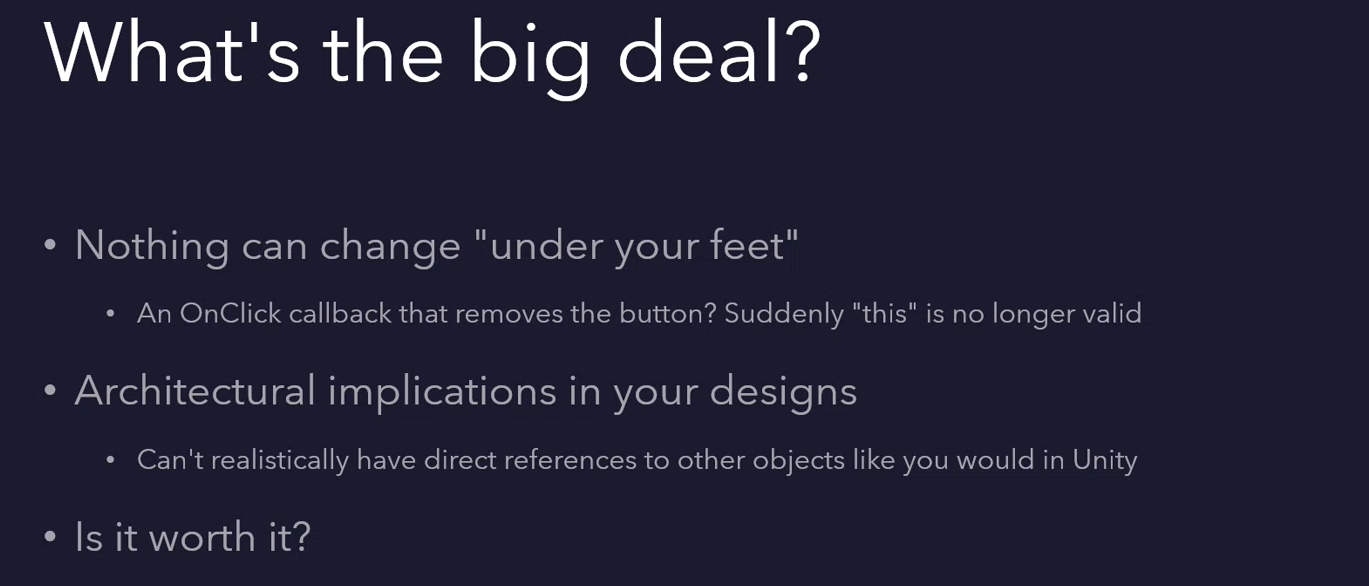 What's the big deal?
• Nothing can change "under your feet"
• An OnClick callback that removes the button? Suddenly "this" is no longer valid
• Architectural implications in your designs
• Can't realistically have direct references to other objects like you would in Unity
• Is it worth it?